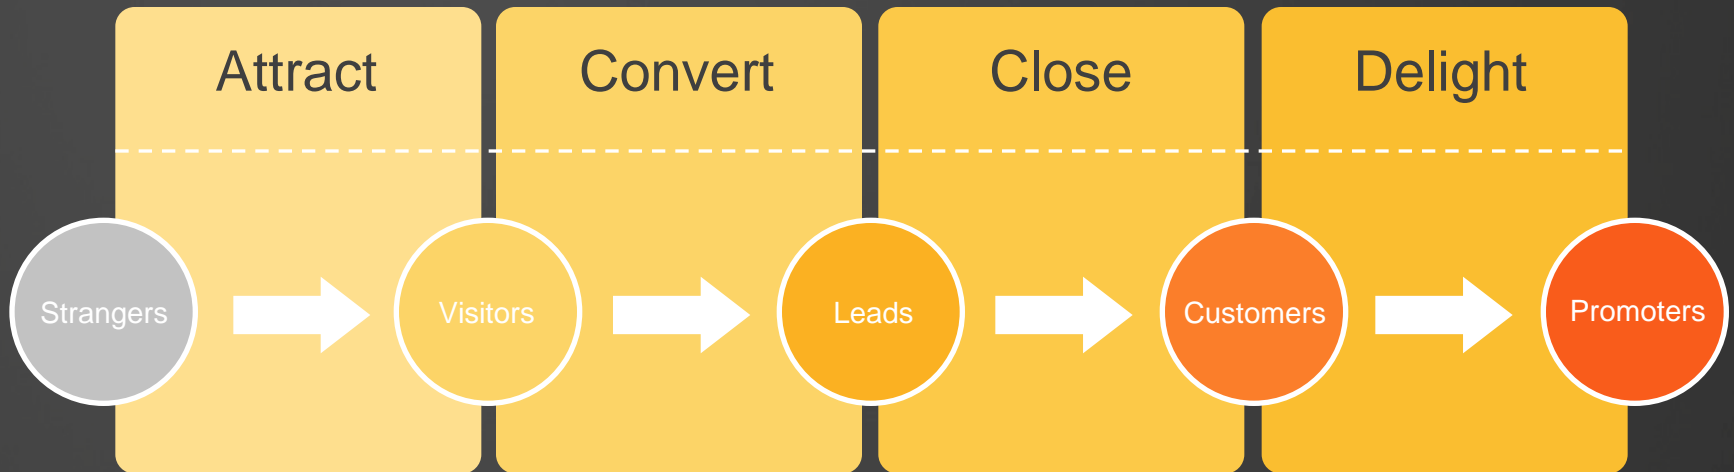 Attract
Convert
Close
Delight
Strangers
Visitors
Leads
Customers
Promoters